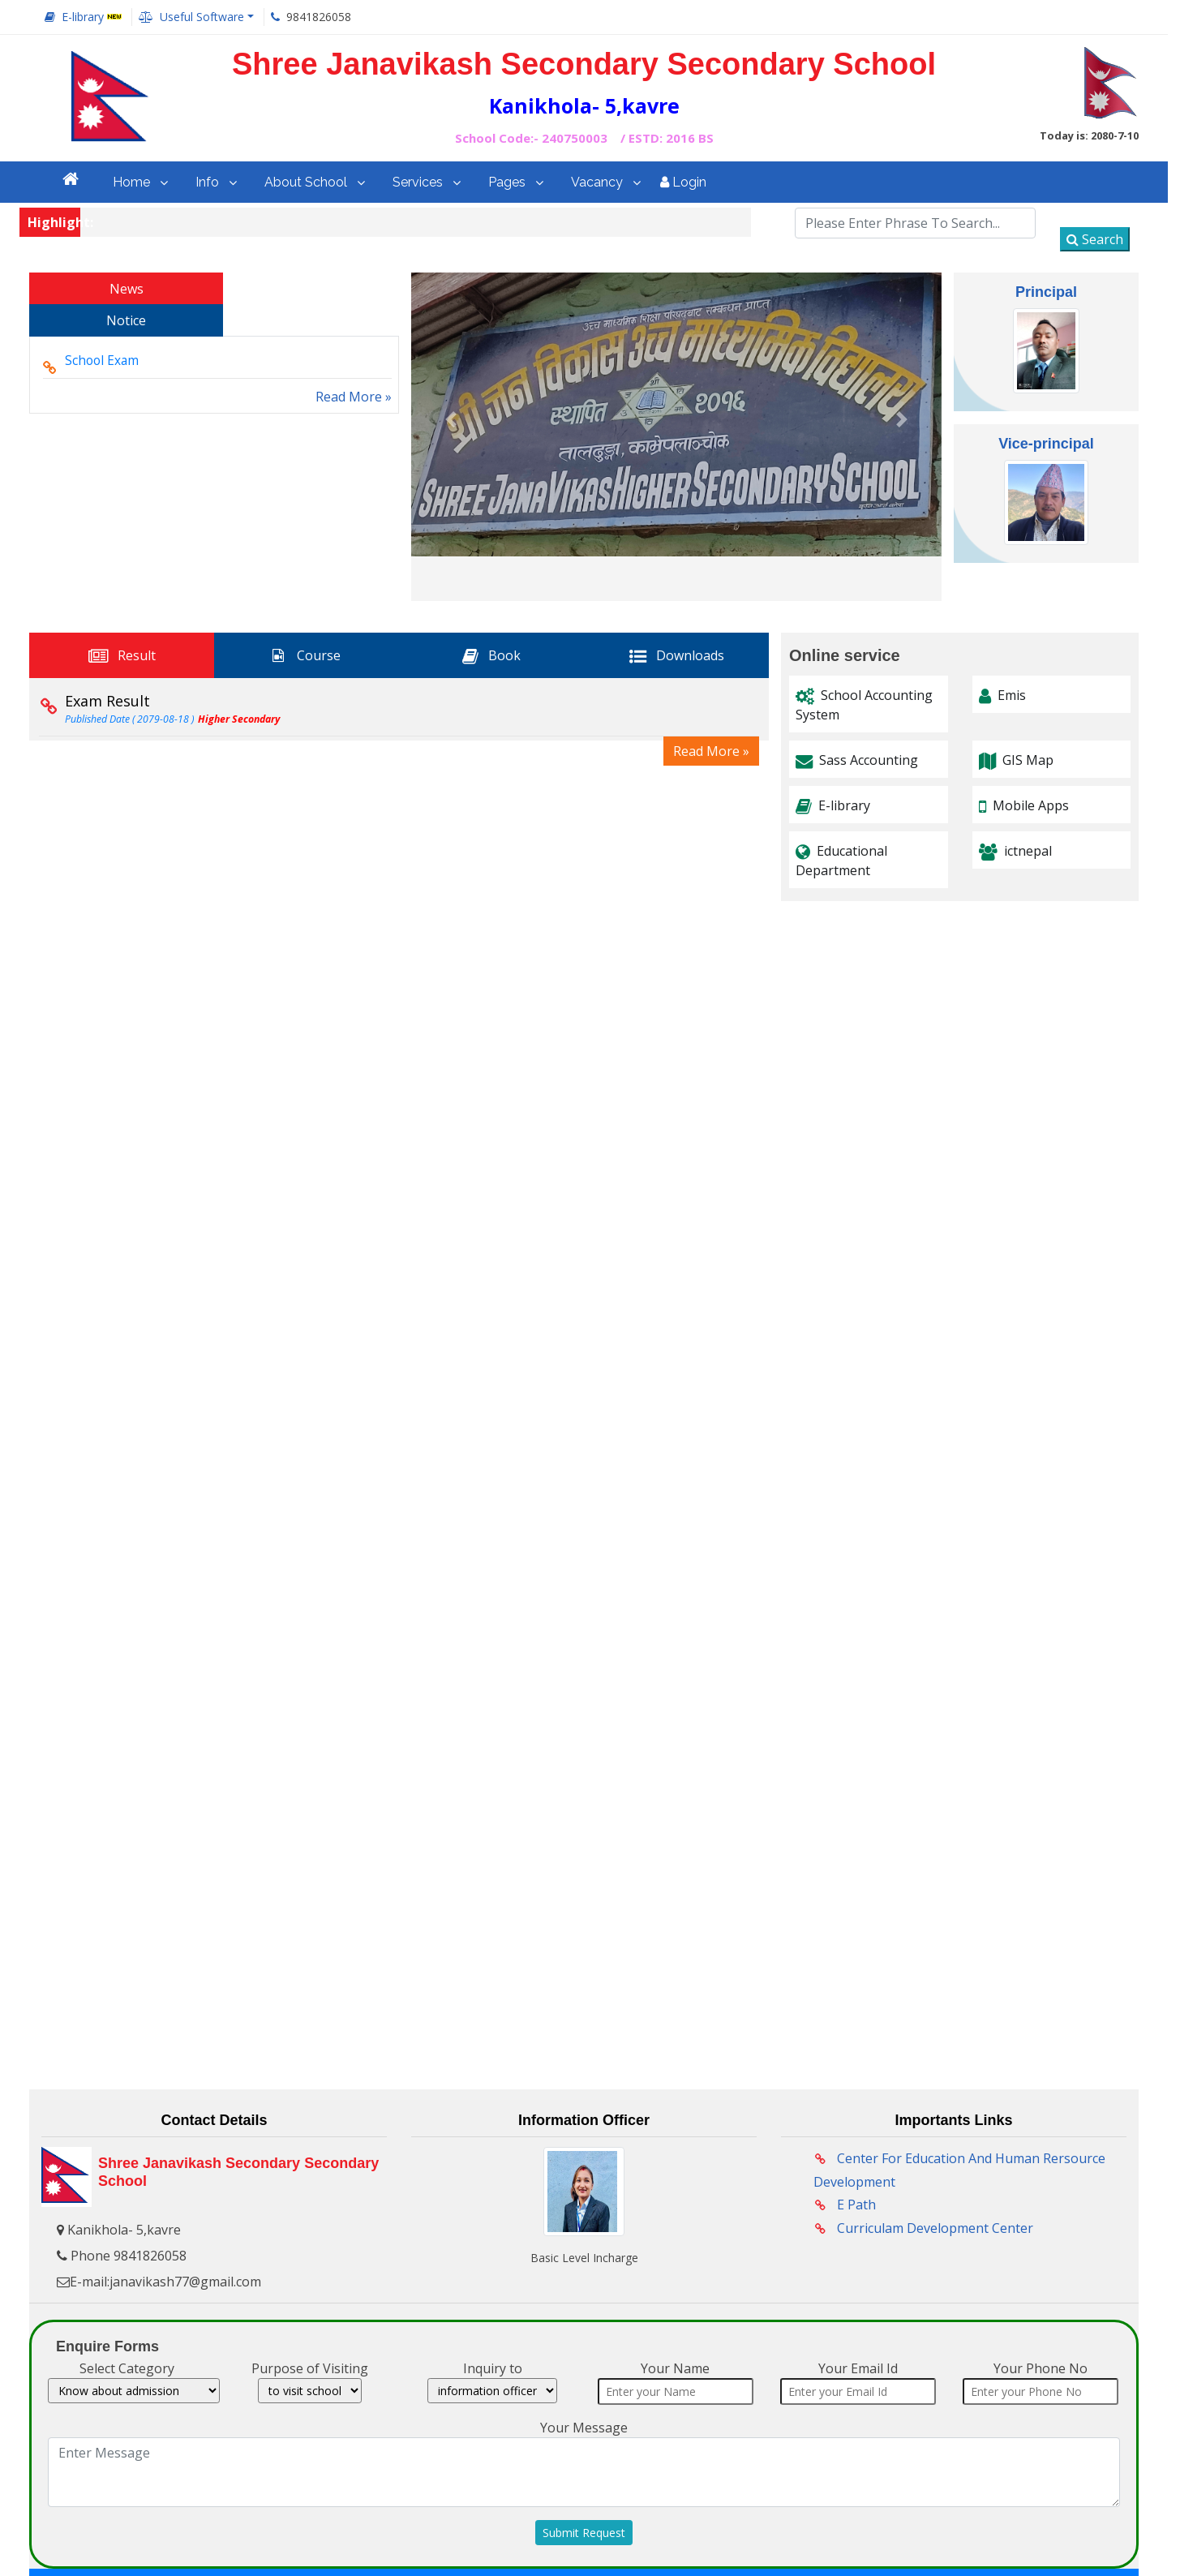 E-library NEW Useful Software 9841826058
Shree Janavikash Secondary Secondary School
Kanikhola- 5,kavre
School Code:- 240750003 / ESTD: 2016 BS
Today is: 2080-7-10
Home Info About School Services Pages Vacancy Login
Highlight:
Please Enter Phrase To Search...
Search
News
Notice
School Exam
Read More »
उच्च माध्यमिक शिक्षा परिषद्बाट सम्बन्धन प्राप्त
श्री जन विकास उच्च माध्यमिक विद्यालय
स्थापित २०१६
तालढुङ्गा, काभ्रेपलाञ्चोक
SHREE JANA VIKAS HIGHER SECONDARY SCHOOL
Principal
Vice-principal
Result Course Book Downloads
Exam Result
Published Date ( 2079-08-18 ) Higher Secondary
Read More »
Online service
School Accounting
System
Emis
Sass Accounting
GIS Map
E-library
Mobile Apps
Educational
Department
ictnepal
Contact Details
Shree Janavikash Secondary Secondary
School
Kanikhola- 5,kavre
Phone 9841826058
E-mail:janavikash77@gmail.com
Information Officer
Basic Level Incharge
Importants Links
Center For Education And Human Rersource
Development
E Path
Curriculam Development Center
Enquire Forms
Select Category Purpose of Visiting Inquiry to Your Name Your Email Id Your Phone No
Know about admission to visit school information officer Enter your Name Enter your Email Id Enter your Phone No
Your Message
Enter Message
Submit Request